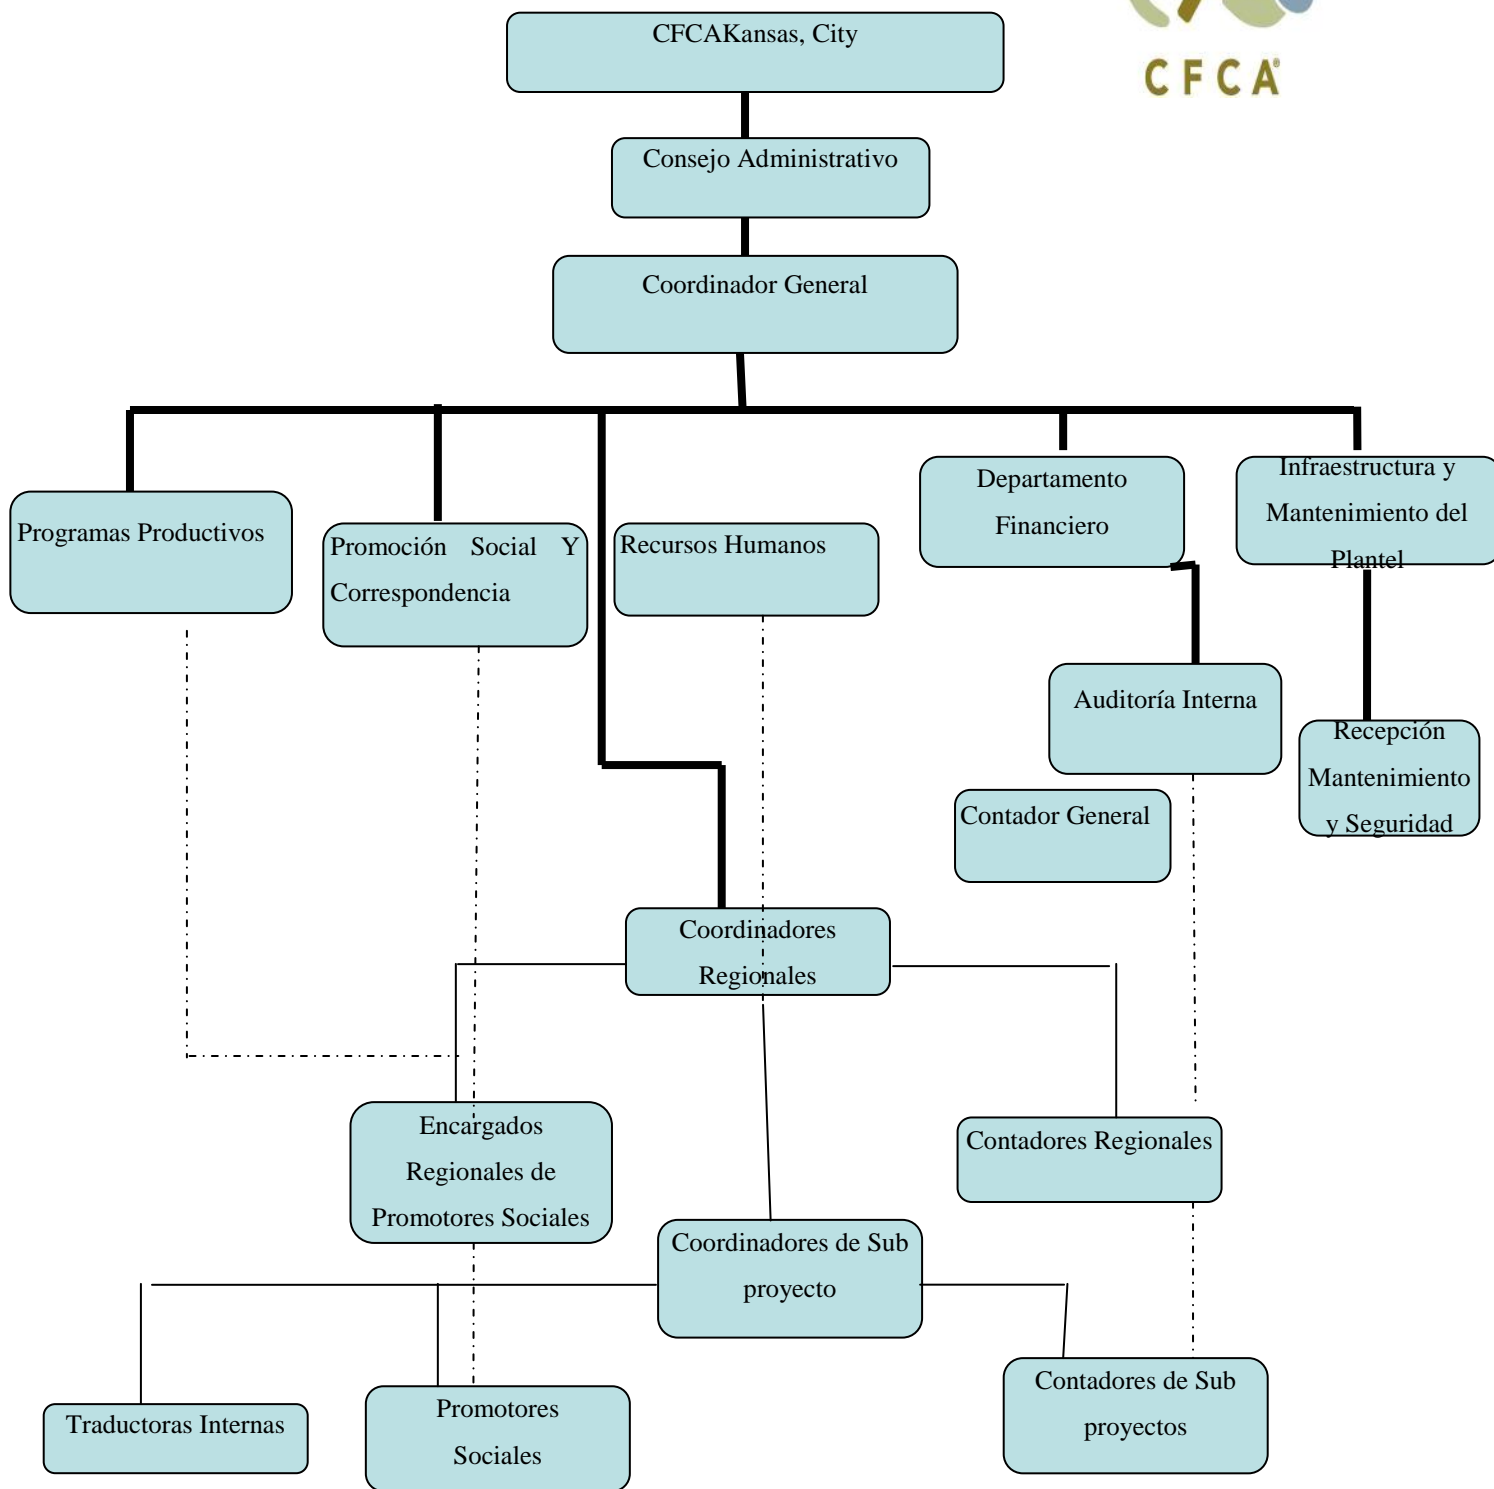 CFCAKansas, City
CFCA®
Consejo Administrativo
Coordinador General
Programas Productivos
Promoción Social Y
Correspondencia
Recursos Humanos
Departamento
Financiero
Infraestructura y
Mantenimiento del
Plantel
Auditoría Interna
Recepción
Mantenimiento
y Seguridad
Contador General
Coordinadores
Regionales
Encargados
Regionales de
Promotores Sociales
Contadores Regionales
Coordinadores de Sub
proyecto
Traductoras Internas
Promotores
Sociales
Contadores de Sub
proyectos